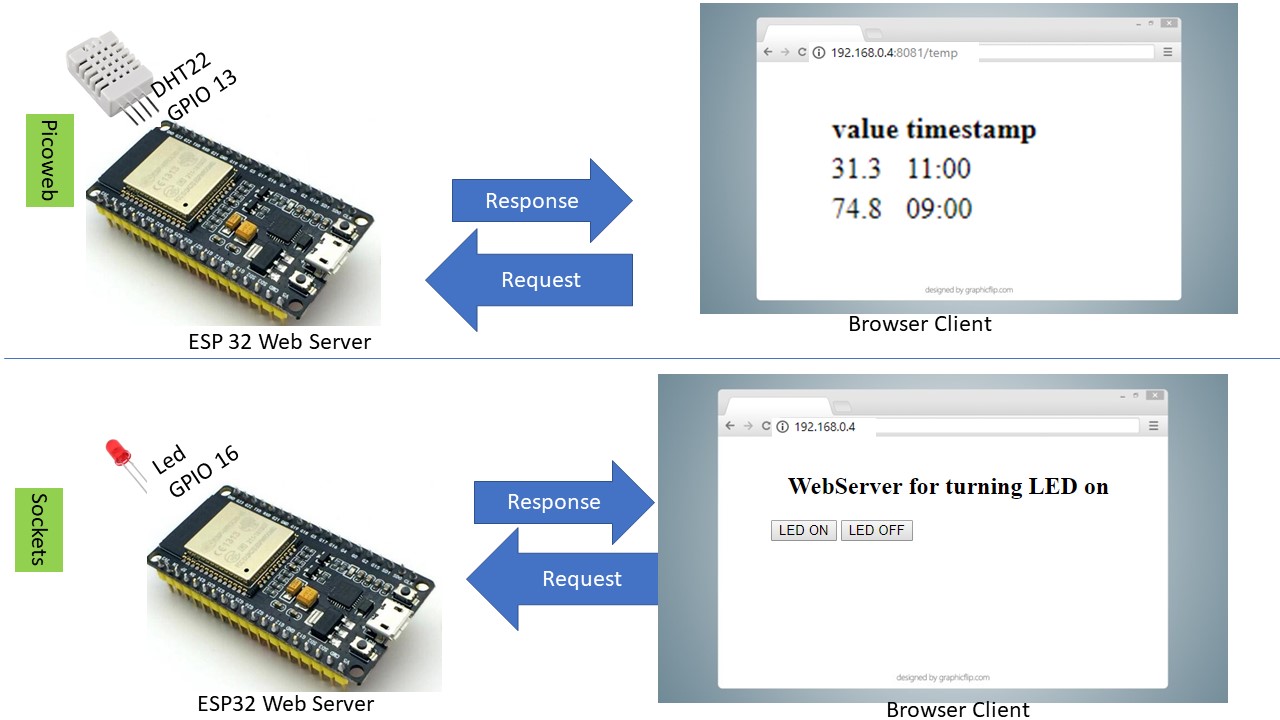 DHT22
GPIO 13
Picoweb
Response
Request
ESP 32 Web Server
192.168.0.4:8081/temp
value timestamp
31.3 11:00
74.8 09:00
designed by graphicflip.com
Browser Client
Led
GPIO 16
Sockets
Response
Request
ESP32 Web Server
192.168.0.4
WebServer for turning LED on
LED ON LED OFF
designed by graphicflip.com
Browser Client